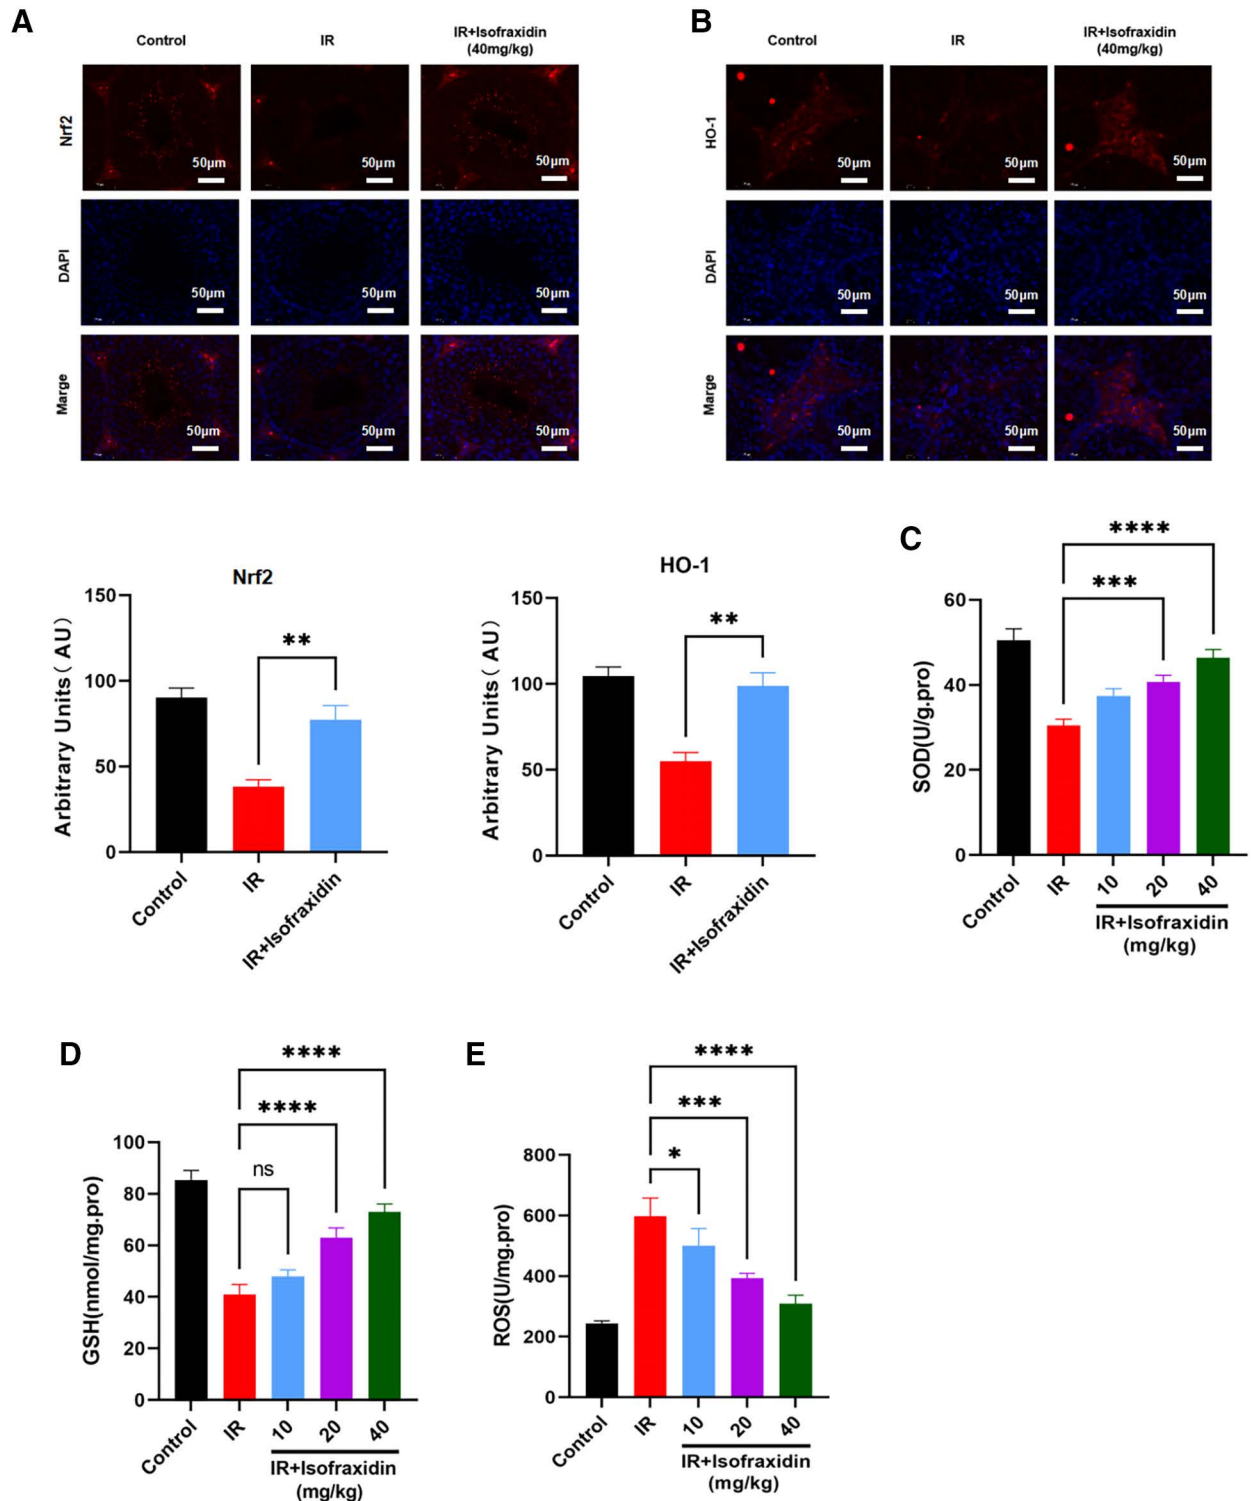 A
Control
IR
IR+Isofraxidin
(40mg/kg)
Nrf2
50μm
50μm
50μm
DAPI
50μm
50μm
50μm
Marge
50μm
50μm
50μm
B
Control
IR
IR+Isofraxidin
(40mg/kg)
HO-1
50μm
50μm
50μm
DAPI
50μm
50μm
50μm
Marge
50μm
50μm
50μm
Nrf2
Arbitrary Units( AU)
150
100
50
0
**
Control
IR
IR+Isofraxidin
HO-1
Arbitrary Units( AU)
150
100
50
0
**
Control
IR
IR+Isofraxidin
C
SOD(U/g.pro)
60
40
20
0
****
***
Control
IR
10
20
40
IR+Isofraxidin
(mg/kg)
D
GSH(nmol/mg.pro)
100
80
60
40
20
0
****
****
ns
Control
IR
10
20
40
IR+Isofraxidin
(mg/kg)
E
ROS(U/mg.pro)
800
600
400
200
0
****
***
*
Control
IR
10
20
40
IR+Isofraxidin
(mg/kg)